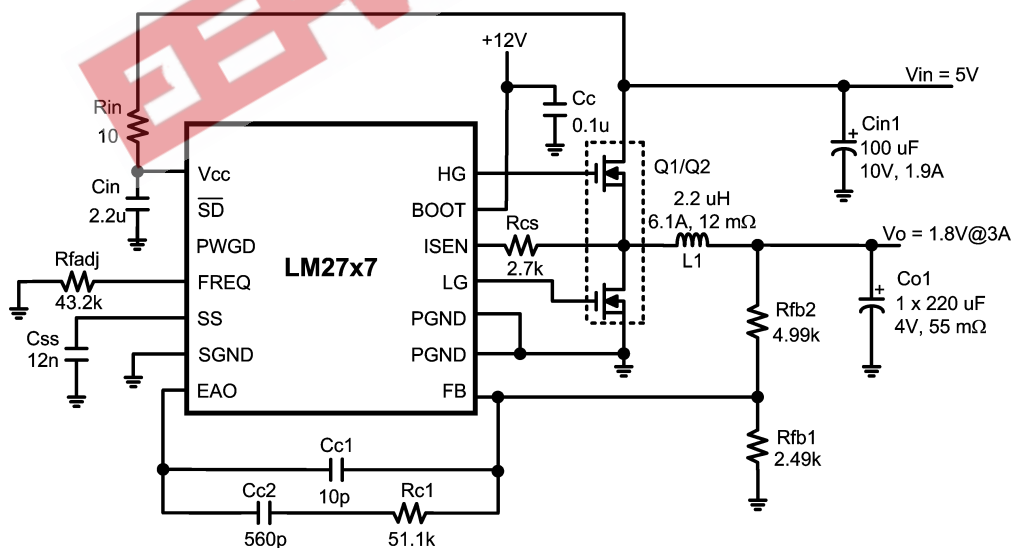 +12V
Vin = 5V
Rin
10
Cc
0.1u
Cin1
+
100 uF
10V, 1.9A
Vcc
HG
Q1/Q2
Cin
2.2u
SD
BOOT
2.2 uH
6.1A, 12 mΩ
PWGD
ISEN
Rcs
2.7k
L1
Vo = 1.8V@3A
LM27x7
Rfadj
43.2k
FREQ
LG
Co1
+
1 x 220 uF
4V, 55 mΩ
Css
12n
SS
PGND
Rfb2
4.99k
SGND
PGND
EAO
FB
Rfb1
2.49k
Cc1
10p
Cc2
560p
Rc1
51.1k